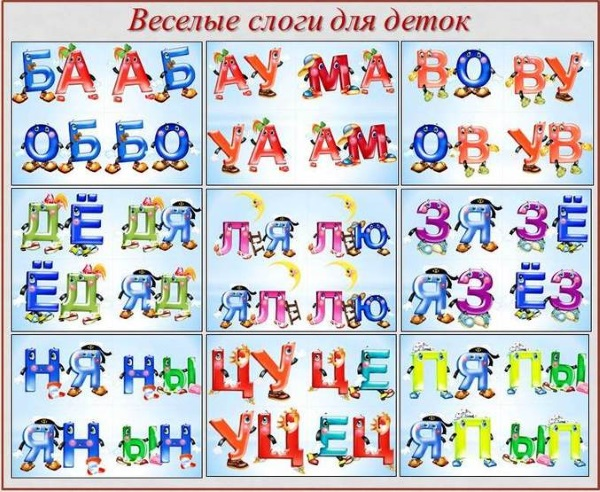 Веселые слоги для деток
БА АБ
ОБ БО
АУ МА
УА АМ
ВО ВУ
ОВ УВ
ДЁ ДЯ
ЁД ЯД
ЛЯ ЛЮ
ЯЛ ЛЮ
ЗЯ ЗЁ
ЯЗ ЁЗ
НЯ НЫ
ЯН ЫН
ЦУ ЦЕ
УЦ ЕЦ
ПЯ ПЫ
ЯП ЫП